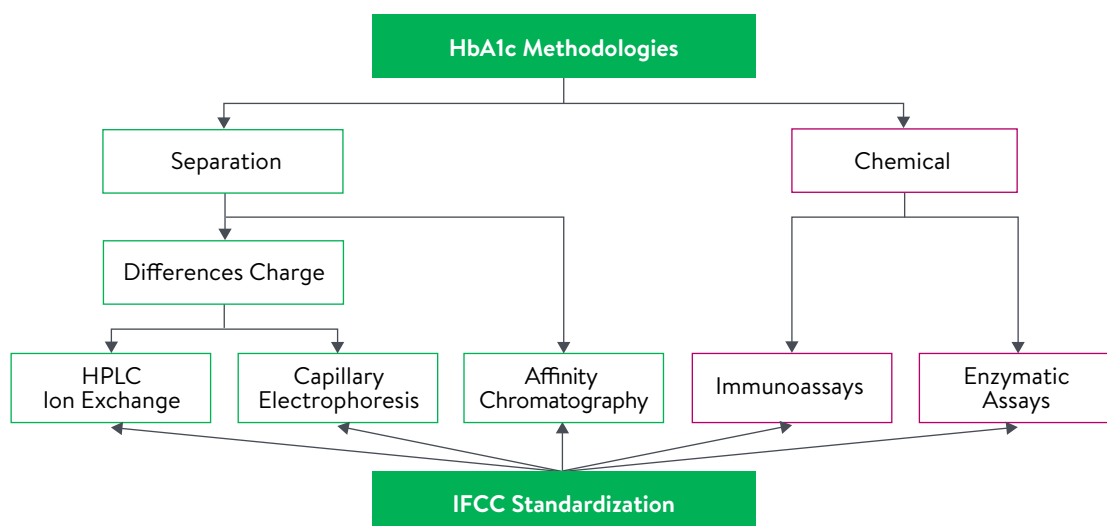 HbA1c Methodologies
Separation
Chemical
Differences Charge
HPLC
Ion Exchange
Capillary
Electrophoresis
Affinity
Chromatography
Immunoassays
Enzymatic
Assays
IFCC Standardization